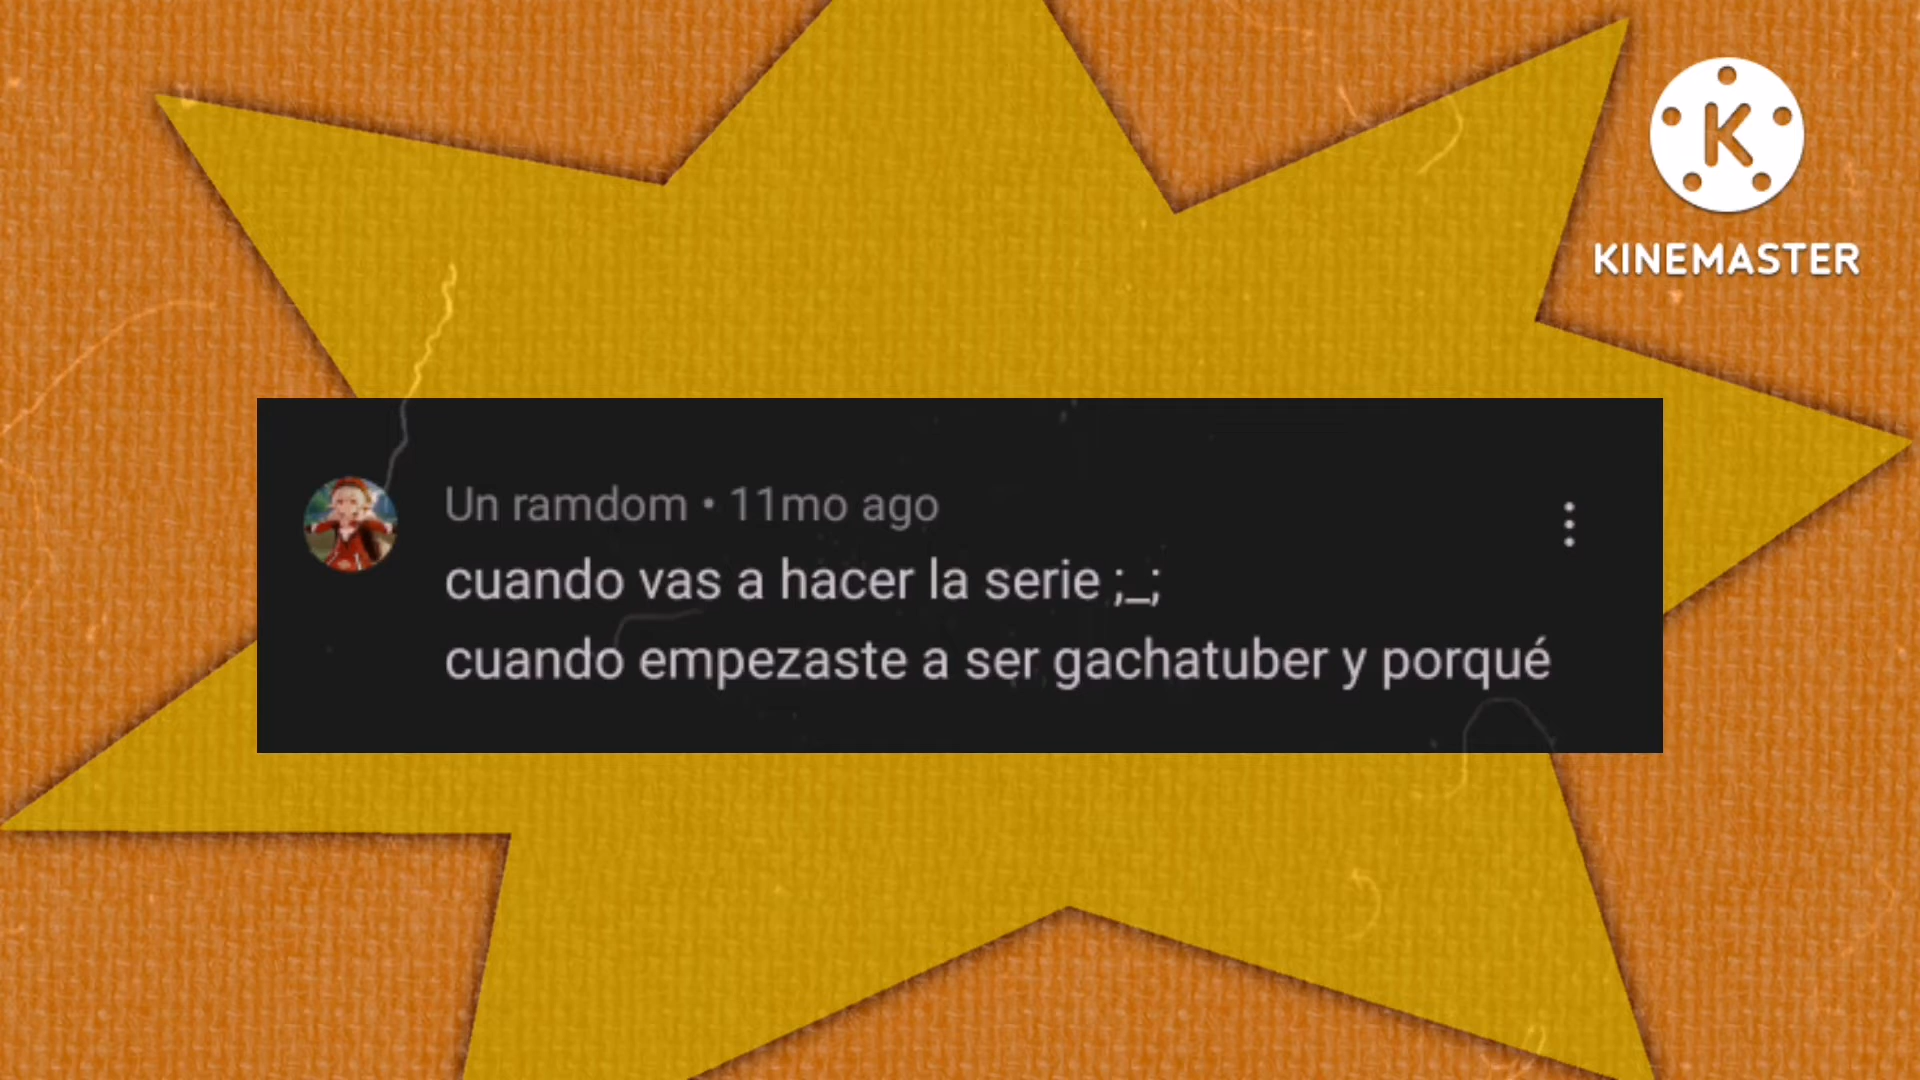 K
KINEMASTER
Un ramdom • 11mo ago
cuando vas a hacer la serie ;_;
cuando empezaste a ser gachatuber y porqué